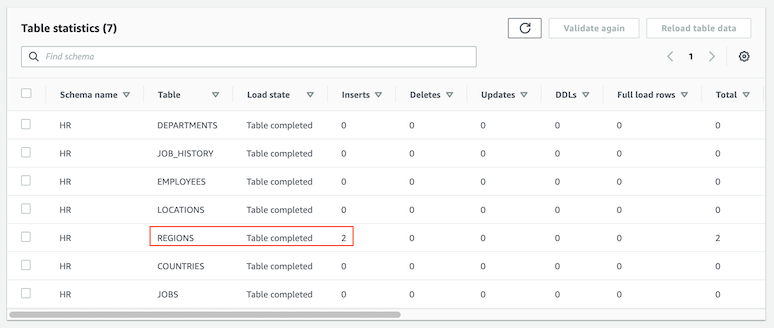 Table statistics (7)
Validate again
Reload table data
Find schema
1
Schema name Table Load state Inserts Deletes Updates DDLs Full load rows Total
HR DEPARTMENTS Table completed 0 0 0 0 0 0
HR JOB_HISTORY Table completed 0 0 0 0 0 0
HR EMPLOYEES Table completed 0 0 0 0 0 0
HR LOCATIONS Table completed 0 0 0 0 0 0
HR REGIONS Table completed 2 0 0 0 0 2
HR COUNTRIES Table completed 0 0 0 0 0 0
HR JOBS Table completed 0 0 0 0 0 0